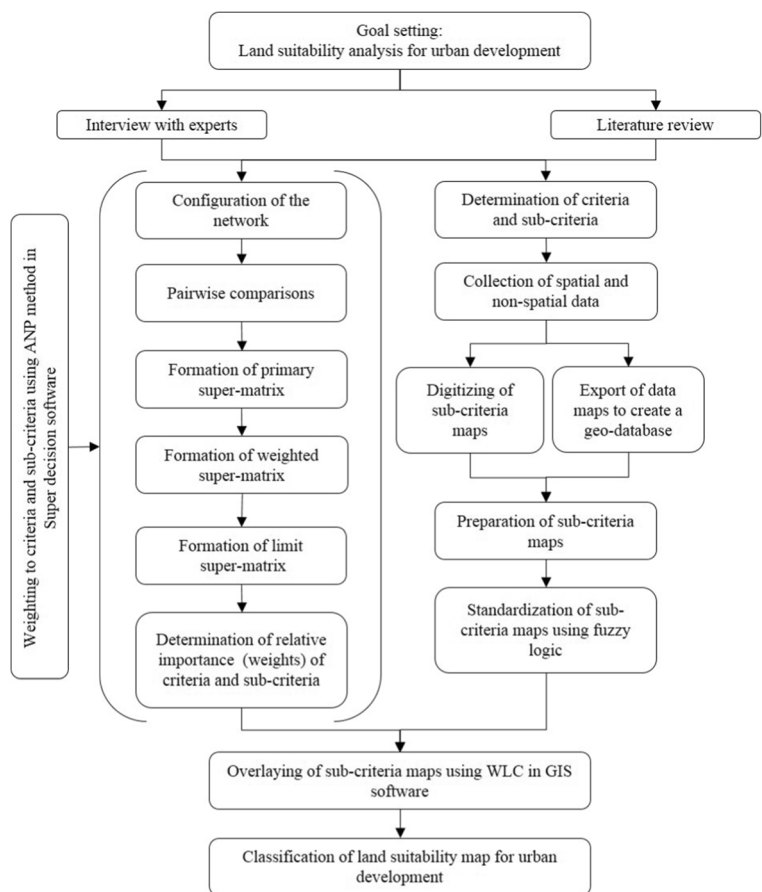 Goal setting:
Land suitability analysis for urban development
Interview with experts
Literature review
Weighting to criteria and sub-criteria using ANP method in
Super decision software
Configuration of the
network
Pairwise comparisons
Formation of primary
super-matrix
Formation of weighted
super-matrix
Formation of limit
super-matrix
Determination of relative
importance (weights) of
criteria and sub-criteria
Determination of criteria
and sub-criteria
Collection of spatial and
non-spatial data
Digitizing of
sub-criteria
maps
Export of data
maps to create a
geo-database
Preparation of sub-criteria
maps
Standardization of sub-
criteria maps using fuzzy
logic
Overlaying of sub-criteria maps using WLC in GIS
software
Classification of land suitability map for urban
development